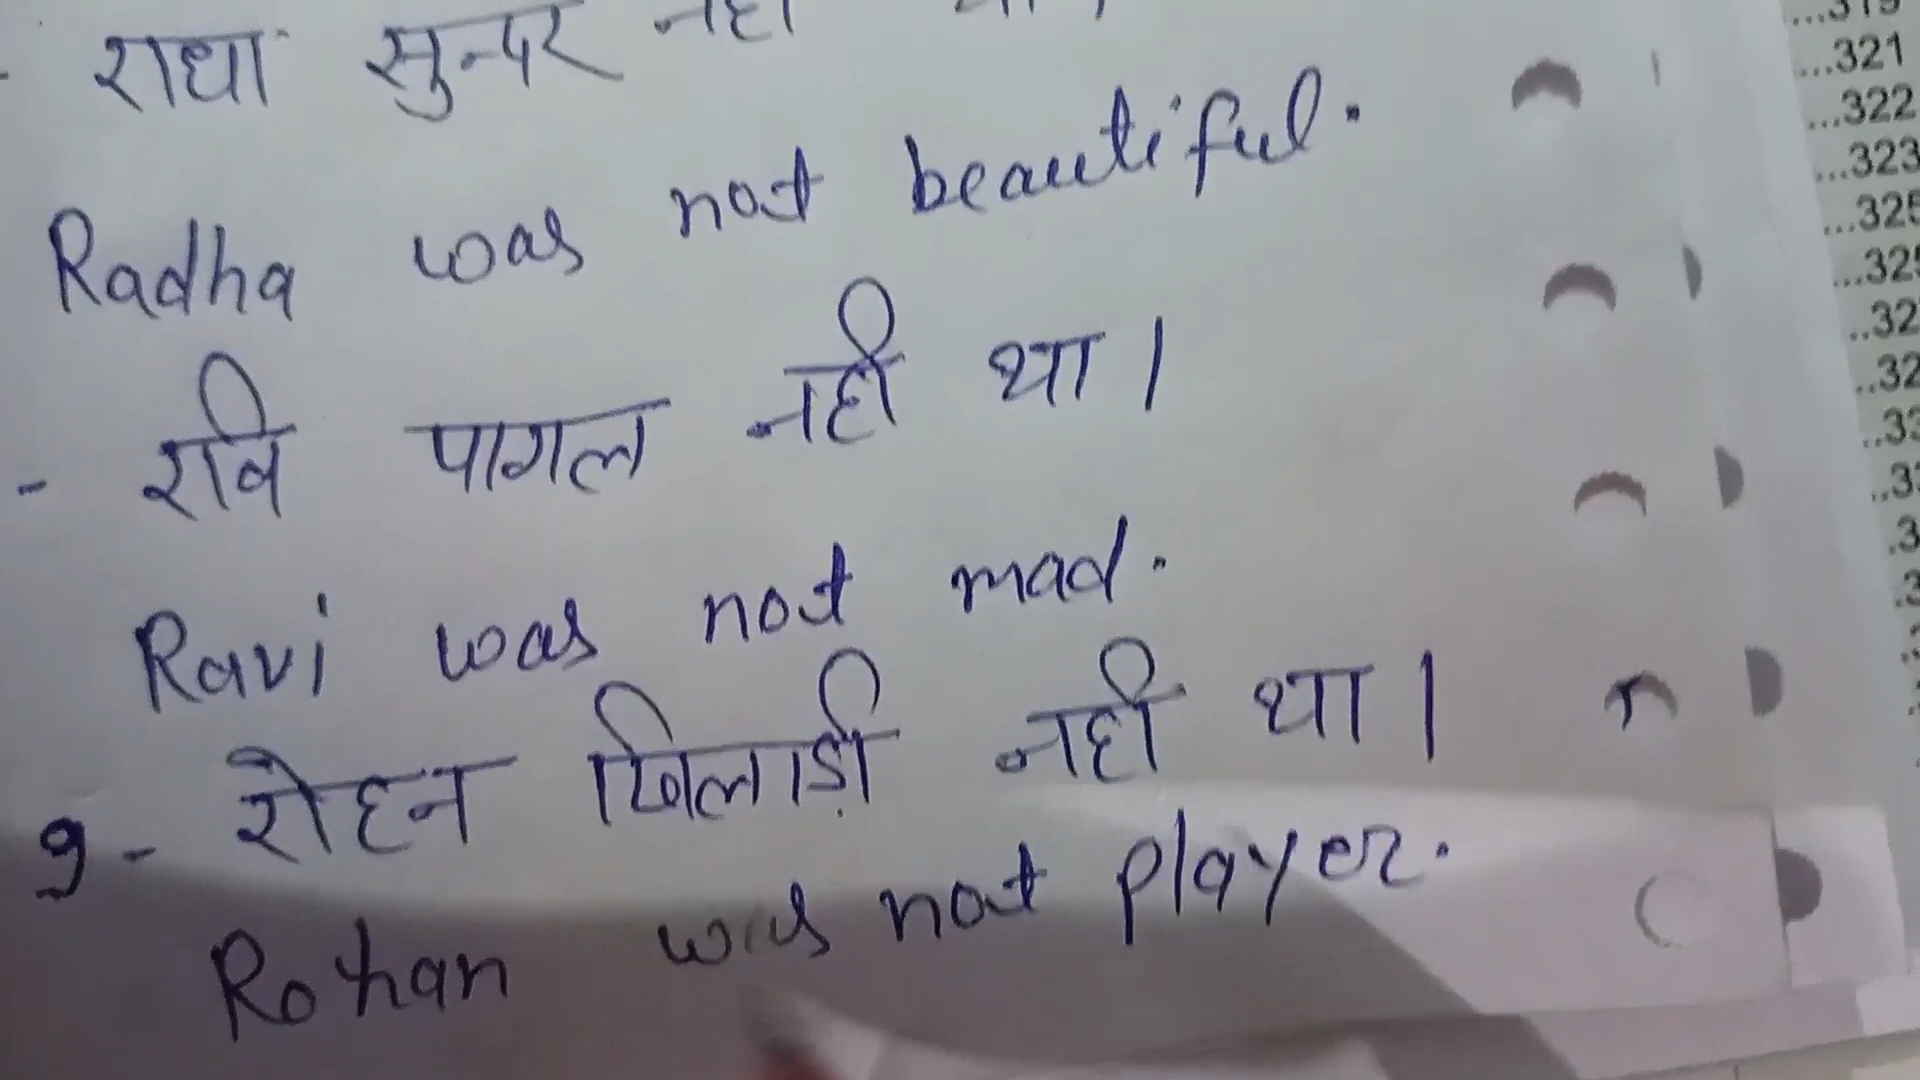 - राधा सुन्दर
Radha was not beautiful.
- रवि पागल नही था।
Ravi was not mad.
9- रोहन खिलाड़ी नही था।
Rohan was not player.
...319
...321
...322
...323